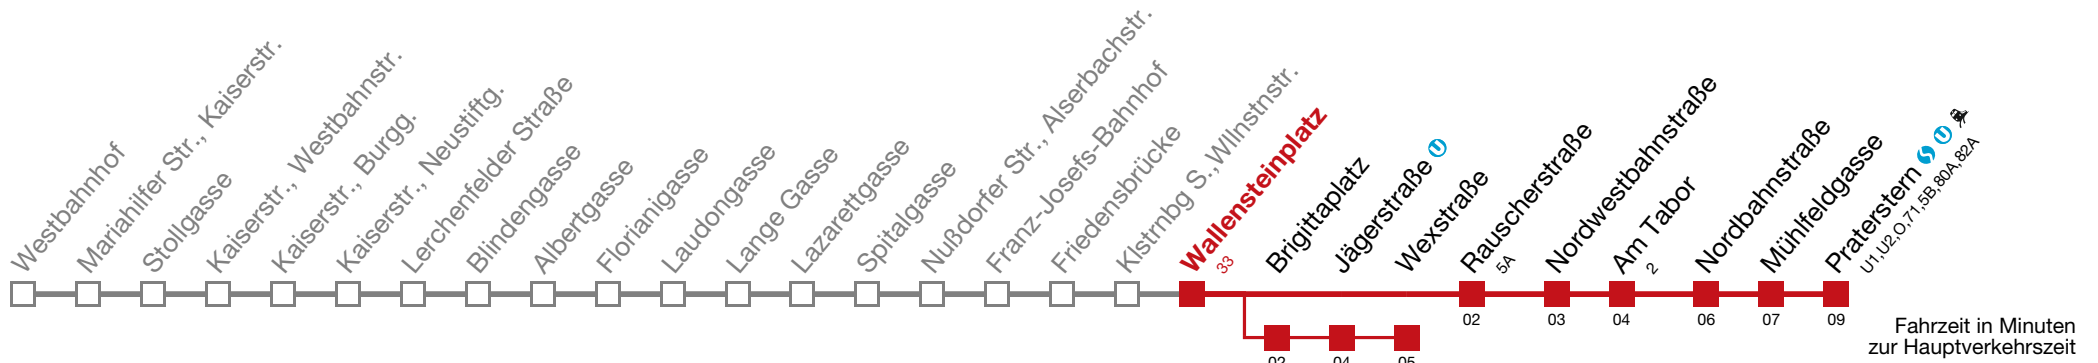 Westbahnhof
Mariahilfer Str., Kaiserstr.
Stollgasse
Kaiserstr., Westbahnstr.
Kaiserstr., Burgg.
Kaiserstr., Neustiftg.
Lerchenfelder Straße
Blindengasse
Albertgasse
Florianigasse
Laudongasse
Lange Gasse
Lazarettgasse
Spitalgasse
Nußdorfer Str., Alserbachstr.
Franz-Josefs-Bahnhof
Friedensbrücke
Klstrnbg S., Wllnstnstr.
Wallensteinplatz
33
Brigittaplatz
Jägerstraße U
Wexstraße
Rauscherstraße
5A
Nordwestbahnstraße
Am Tabor
2
Nordbahnstraße
Mühlfeldgasse
Praterstern S U
U1,U2,O,71,5B,80A,82A
02 03 04 06 07 09
02 04 05
Fahrzeit in Minuten
zur Hauptverkehrszeit